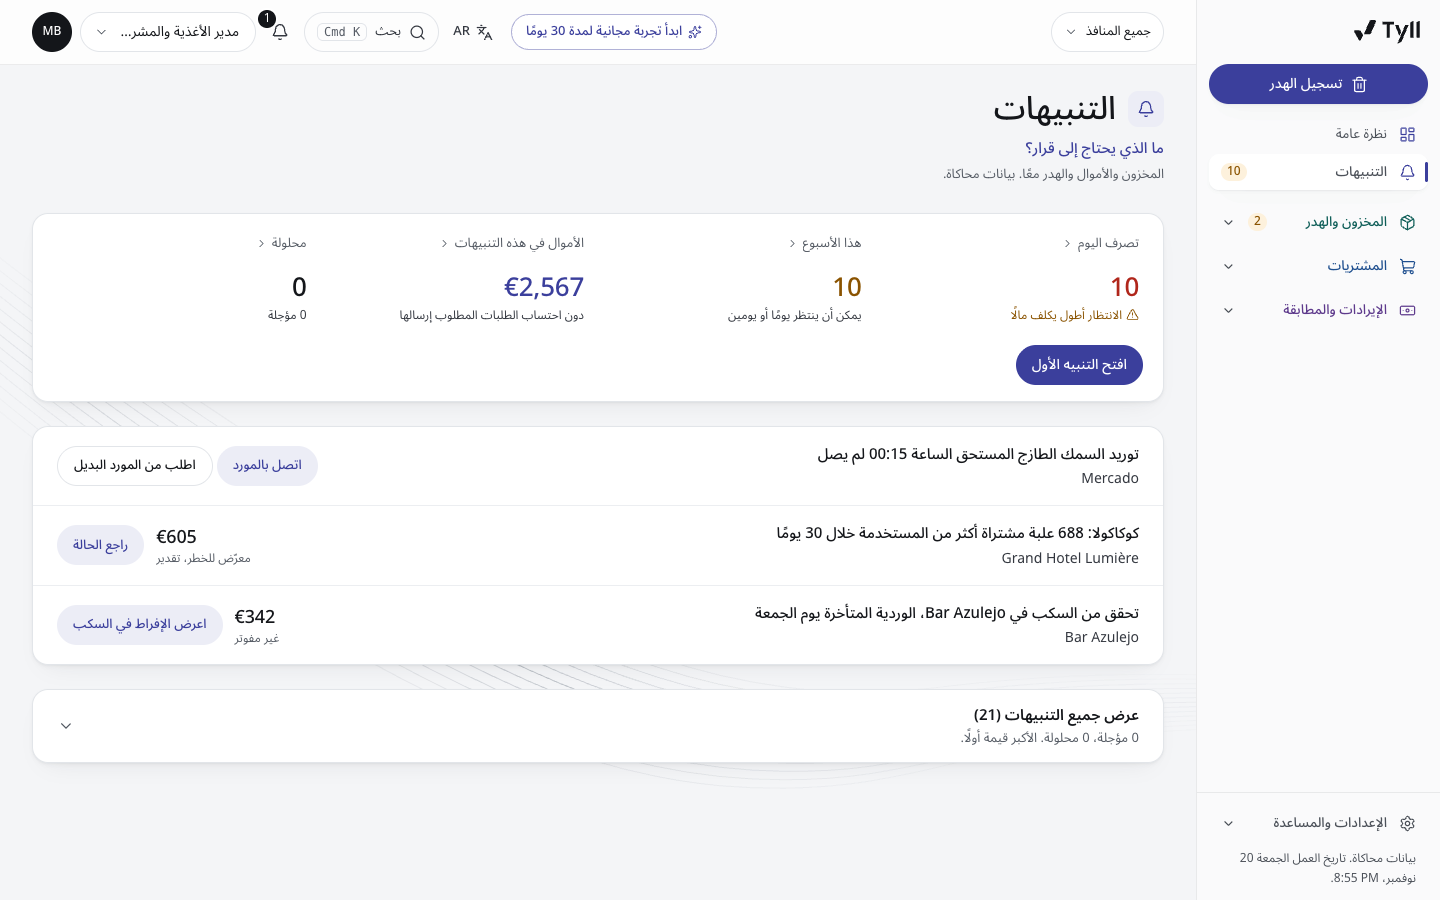 Tyll
تسجيل الهدر
نظرة عامة
التنبيهات
10
المخزون والهدر
2
المشتريات
الإيرادات والمطابقة
الإعدادات والمساعدة
بيانات محاكاة. تاريخ العمل الجمعة 20
نوفمبر، 8:55 PM.
جميع المنافذ
ابدأ تجربة مجانية لمدة 30 يومًا
AR
بحث
Cmd K
1
مدير الأغذية والمشر...
MB
التنبيهات
ما الذي يحتاج إلى قرار؟
المخزون والأموال والهدر معًا. بيانات محاكاة.
تصرف اليوم
10
الانتظار أطول يكلف مالًا
هذا الأسبوع
10
يمكن أن ينتظر يومًا أو يومين
الأموال في هذه التنبيهات
€2,567
دون احتساب الطلبات المطلوب إرسالها
محلولة
0
0 مؤجلة
افتح التنبيه الأول
توريد السمك الطازج المستحق الساعة 00:15 لم يصل
Mercado
اتصل بالمورد
اطلب من المورد البديل
كوكاكولا: 688 علبة مشتراة أكثر من المستخدمة خلال 30 يومًا
Grand Hotel Lumière
€605
معرّض للخطر، تقدير
راجع الحالة
تحقق من السكب في Bar Azulejo، الوردية المتأخرة يوم الجمعة
Bar Azulejo
€342
غير مفوتر
اعرض الإفراط في السكب
عرض جميع التنبيهات (21)
0 مؤجلة، 0 محلولة. الأكبر قيمة أولًا.